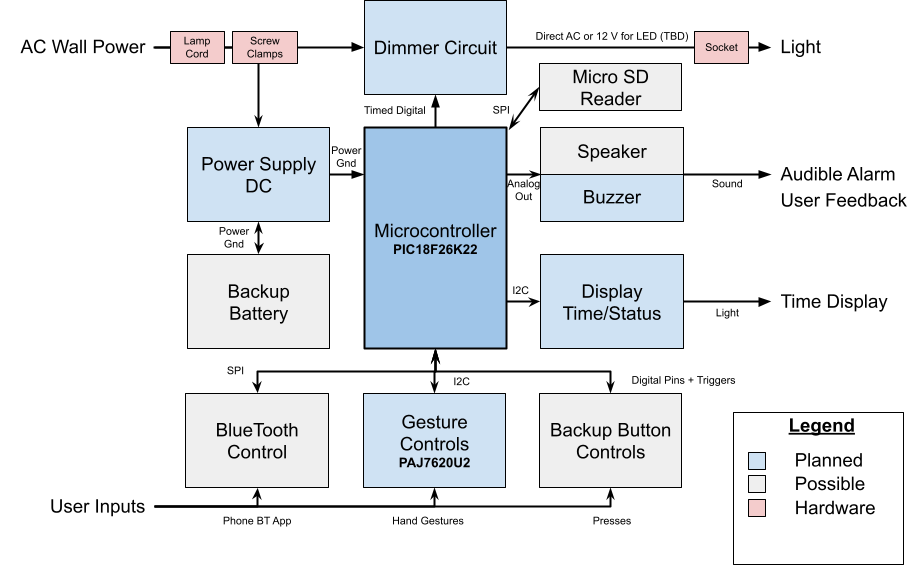 AC Wall Power
Lamp
Cord
Screw
Clamps
Dimmer Circuit
Direct AC or 12 V for LED (TBD)
Socket
Light
Timed Digital
SPI
Micro SD
Reader
Power Supply
DC
Power
Gnd
Microcontroller
PIC18F26K22
Analog
Out
Speaker
Buzzer
Sound
Audible Alarm
User Feedback
Power
Gnd
Backup
Battery
I2C
Display
Time/Status
Light
Time Display
SPI
I2C
Digital Pins + Triggers
BlueTooth
Control
Gesture
Controls
PAJ7620U2
Backup Button
Controls
User Inputs
Phone BT App
Hand Gestures
Presses
Legend
Planned
Possible
Hardware